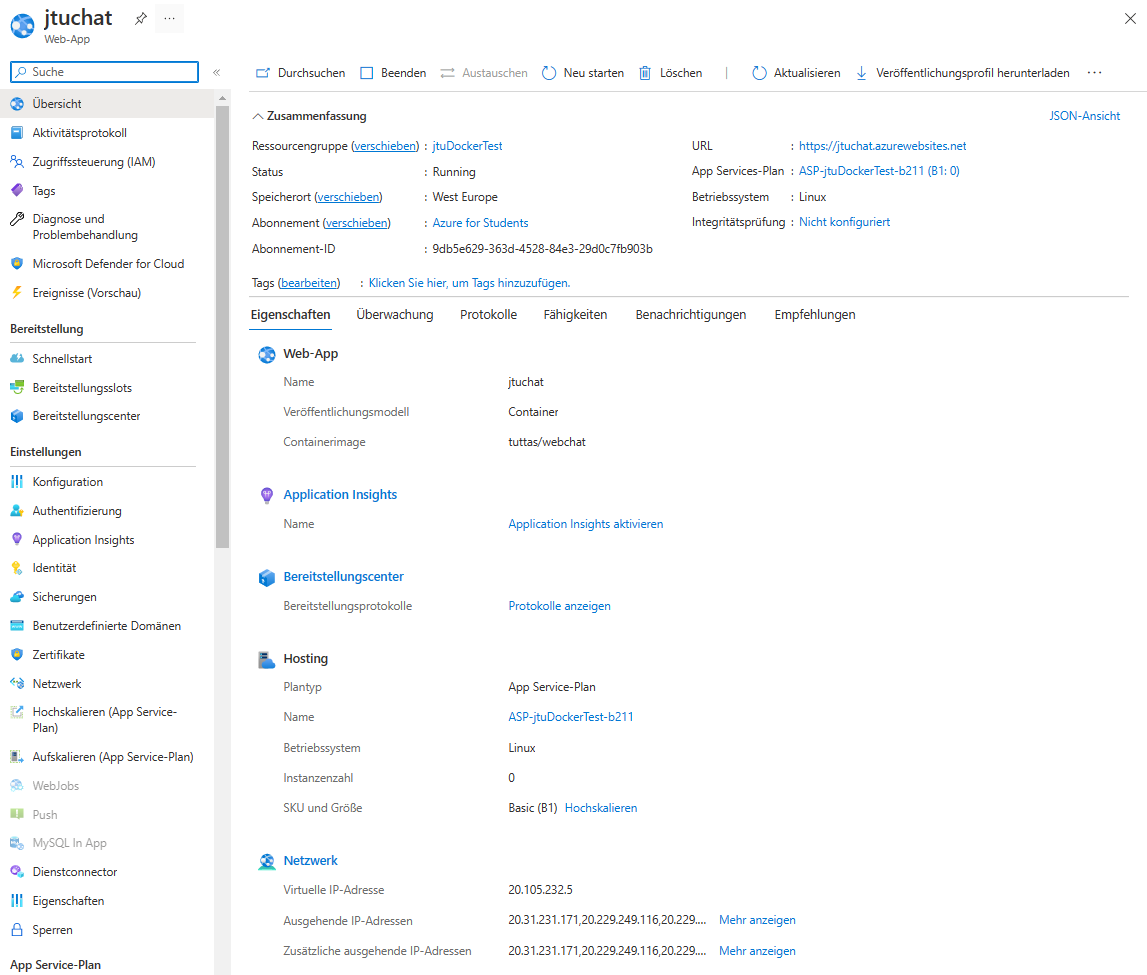 jtuchat
...
Web-App
Suche
«
Übersicht
Aktivitätsprotokoll
Zugriffssteuerung (IAM)
Tags
Diagnose und
Problembehandlung
Microsoft Defender for Cloud
Ereignisse (Vorschau)
Bereitstellung
Schnellstart
Bereitstellungsslots
Bereitstellungscenter
Einstellungen
Konfiguration
Authentifizierung
Application Insights
Identität
Sicherungen
Benutzerdefinierte Domänen
Zertifikate
Netzwerk
Hochskalieren (App Service-
Plan)
Aufskalieren (App Service-Plan)
WebJobs
Push
MySQL In App
Dienstconnector
Eigenschaften
Sperren
App Service-Plan
Durchsuchen Beenden Austauschen Neu starten Löschen | Aktualisieren Veröffentlichungsprofil herunterladen ...
Zusammenfassung JSON-Ansicht
Ressourcengruppe (verschieben) : jtuDockerTest
Status : Running
Speicherort (verschieben) : West Europe
Abonnement (verschieben) : Azure for Students
Abonnement-ID : 9db5e629-363d-4528-84e3-29d0c7fb903b
URL : https://jtuchat.azurewebsites.net
App Services-Plan : ASP-jtuDockerTest-b211 (B1: 0)
Betriebssystem : Linux
Integritätsprüfung : Nicht konfiguriert
Tags (bearbeiten) : Klicken Sie hier, um Tags hinzuzufügen.
Eigenschaften Überwachung Protokolle Fähigkeiten Benachrichtigungen Empfehlungen
Web-App
Name jtuchat
Veröffentlichungsmodell Container
Containerimage tuttas/webchat
Application Insights
Name Application Insights aktivieren
Bereitstellungscenter
Bereitstellungsprotokolle Protokolle anzeigen
Hosting
Plantyp App Service-Plan
Name ASP-jtuDockerTest-b211
Betriebssystem Linux
Instanzenzahl 0
SKU und Größe Basic (B1) Hochskalieren
Netzwerk
Virtuelle IP-Adresse 20.105.232.5
Ausgehende IP-Adressen 20.31.231.171,20.229.249.116,20.229.... Mehr anzeigen
Zusätzliche ausgehende IP-Adressen 20.31.231.171,20.229.249.116,20.229.... Mehr anzeigen